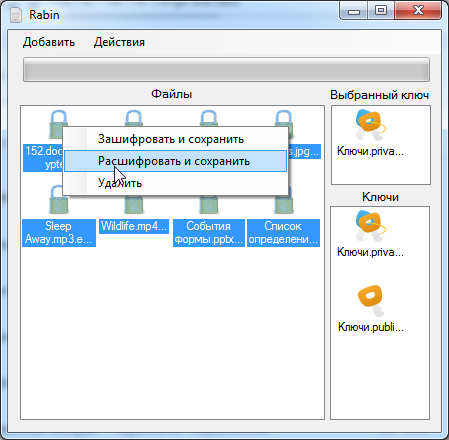 Rabin
Добавить Действия
Файлы
Выбранный ключ
Зашифровать и сохранить
152.doc
s.jpg...
Ключи.priva...
ypte
Расшифровать и сохранить
Удалить
Ключи
Sleep Wildlife.mp4... События Список
Away.mp3.e... формы.pptx... определени...
Ключи.priva...
Ключи.publi...